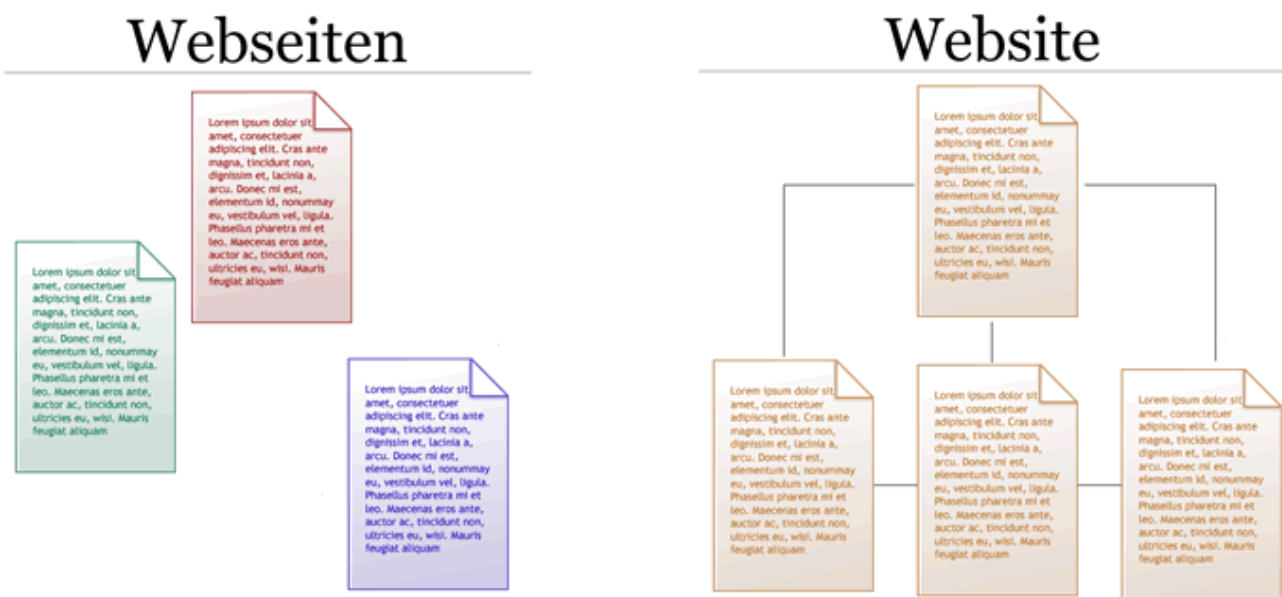 Webseiten
Lorem ipsum dolor sit
amet, consectetuer
adipiscing elit. Cras ante
magna, tincidunt non,
dignissim et, lacinia a,
arcu. Donec mi est,
elementum id, nonummay
eu, vestibulum vel, ligula.
Phasellus pharetra mi et
leo. Maecenas eros ante,
auctor ac, tincidunt non,
ultricies eu, wisi. Mauris
feugiat aliquam
Lorem ipsum dolor sit
amet, consectetuer
adipiscing elit. Cras ante
magna, tincidunt non,
dignissim et, lacinia a,
arcu. Donec mi est,
elementum id, nonummay
eu, vestibulum vel, ligula.
Phasellus pharetra mi et
leo. Maecenas eros ante,
auctor ac, tincidunt non,
ultricies eu, wisi. Mauris
feugiat aliquam
Lorem ipsum dolor sit
amet, consectetuer
adipiscing elit. Cras ante
magna, tincidunt non,
dignissim et, lacinia a,
arcu. Donec mi est,
elementum id, nonummay
eu, vestibulum vel, ligula.
Phasellus pharetra mi et
leo. Maecenas eros ante,
auctor ac, tincidunt non,
ultricies eu, wisi. Mauris
feugiat aliquam
Website
Lorem ipsum dolor sit
amet, consectetuer
adipiscing elit. Cras ante
magna, tincidunt non,
dignissim et, lacinia a,
arcu. Donec mi est,
elementum id, nonummay
eu, vestibulum vel, ligula.
Phasellus pharetra mi et
leo. Maecenas eros ante,
auctor ac, tincidunt non,
ultricies eu, wisi. Mauris
feugiat aliquam
Lorem ipsum dolor sit
amet, consectetuer
adipiscing elit. Cras ante
magna, tincidunt non,
dignissim et, lacinia a,
arcu. Donec mi est,
elementum id, nonummay
eu, vestibulum vel, ligula.
Phasellus pharetra mi et
leo. Maecenas eros ante,
auctor ac, tincidunt non,
ultricies eu, wisi. Mauris
feugiat aliquam
Lorem ipsum dolor sit
amet, consectetuer
adipiscing elit. Cras ante
magna, tincidunt non,
dignissim et, lacinia a,
arcu. Donec mi est,
elementum id, nonummay
eu, vestibulum vel, ligula.
Phasellus pharetra mi et
leo. Maecenas eros ante,
auctor ac, tincidunt non,
ultricies eu, wisi. Mauris
feugiat aliquam
Lorem ipsum dolor sit
amet, consectetuer
adipiscing elit. Cras ante
magna, tincidunt non,
dignissim et, lacinia a,
arcu. Donec mi est,
elementum id, nonummay
eu, vestibulum vel, ligula.
Phasellus pharetra mi et
leo. Maecenas eros ante,
auctor ac, tincidunt non,
ultricies eu, wisi. Mauris
feugiat aliquam